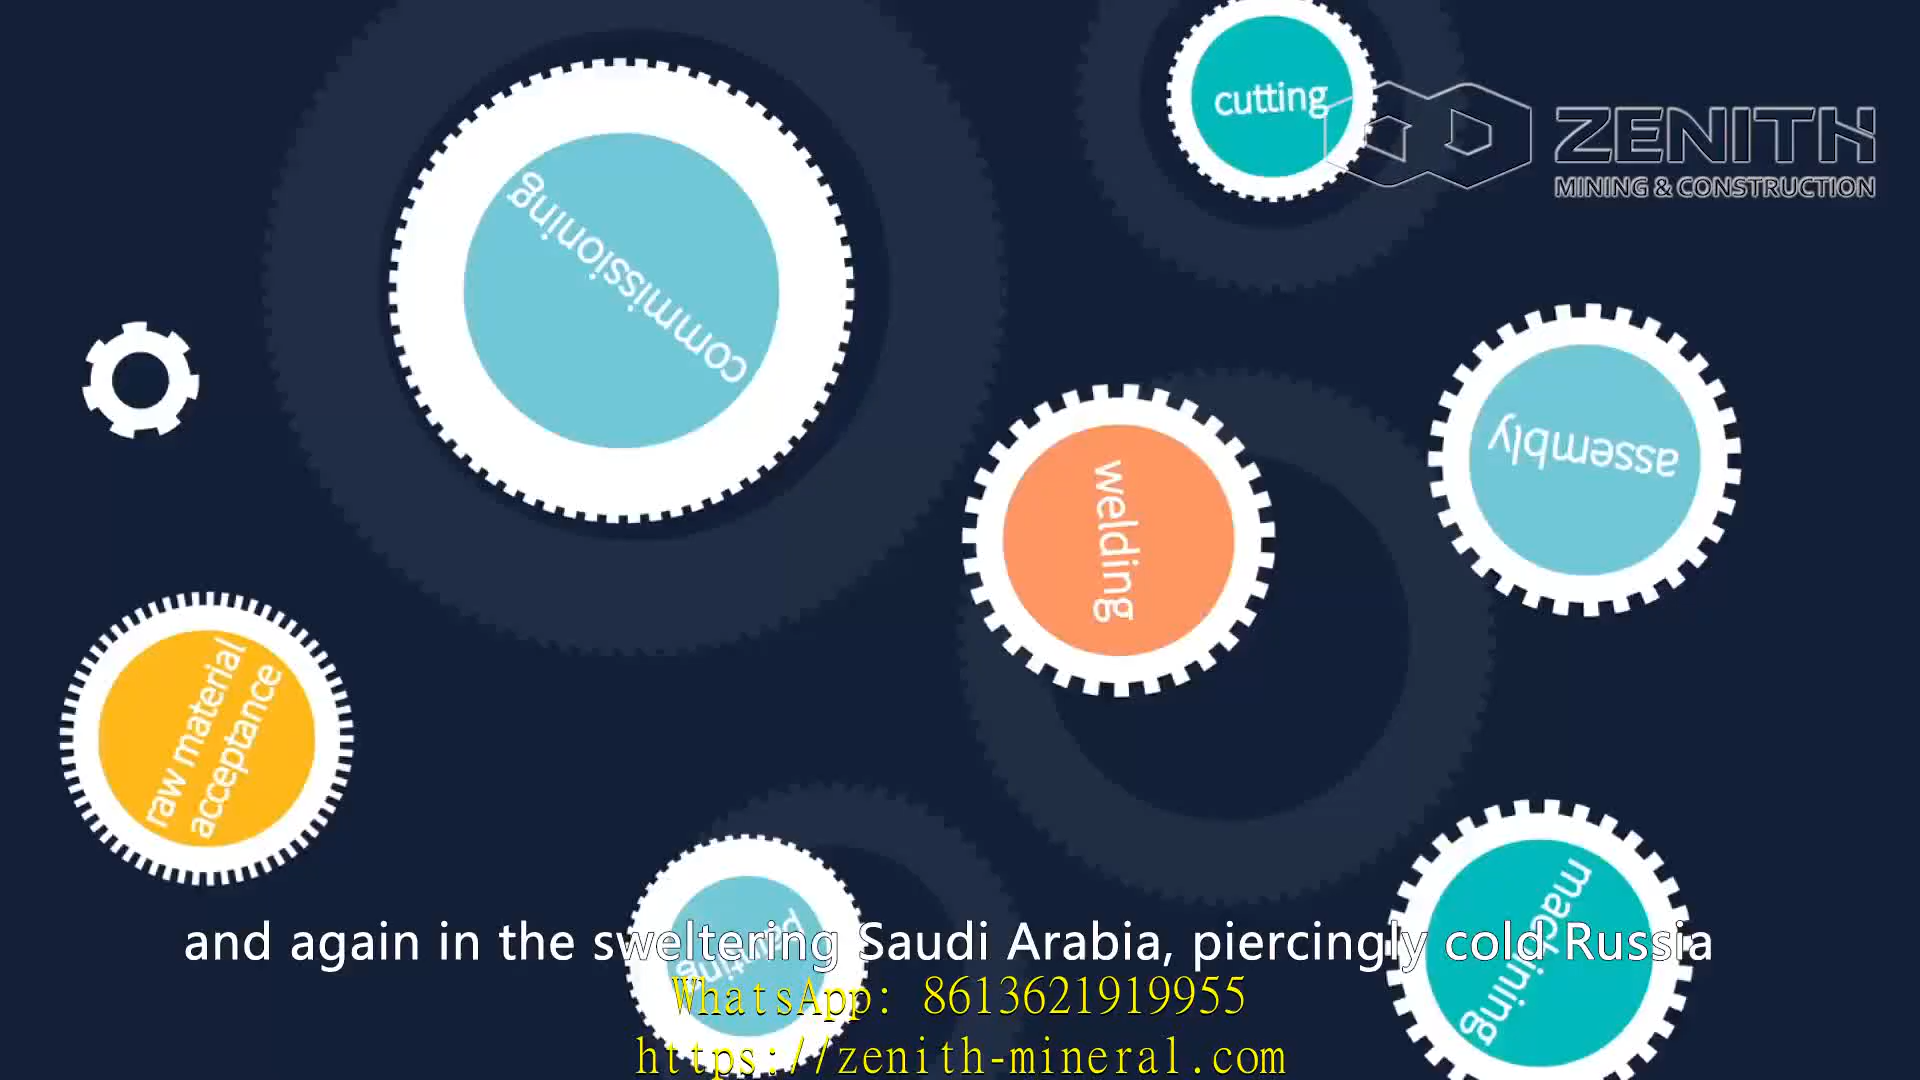 cutting
ZENITH
MINING & CONSTRUCTION
commissioning
assembly
welding
raw material
acceptance
painting
machining
and again in the sweltering Saudi Arabia, piercingly cold Russia
WhatsApp: 8613621919955
https://zenith-mineral.com